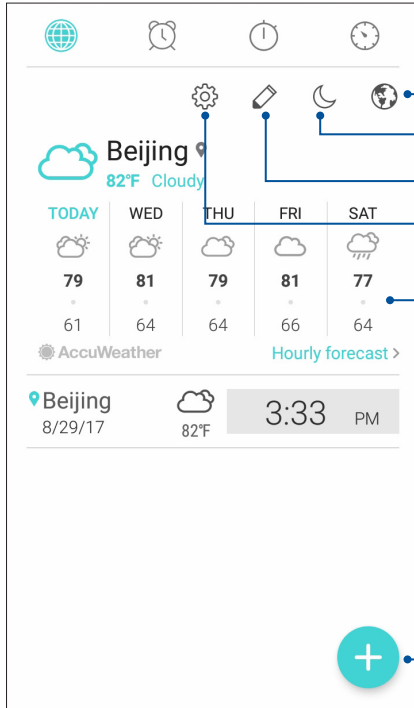 Beijing
82°F Cloudy
TODAY WED THU FRI SAT
79 81 79 81 77
61 64 64 66 64
AccuWeather Hourly forecast >
Beijing
8/29/17 82°F 3:33 PM